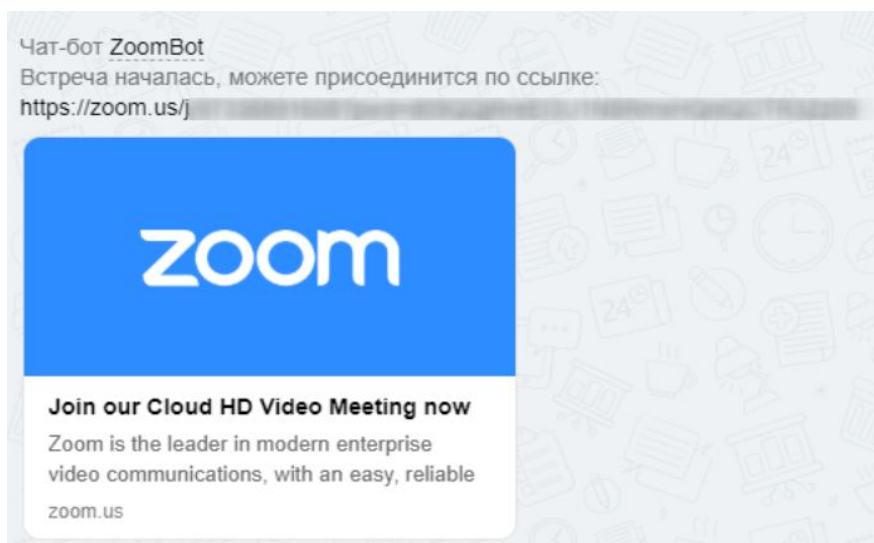 Чат-бот ZoomBot
Встреча началась, можете присоединится по ссылке:
https://zoom.us/j
zoom
Join our Cloud HD Video Meeting now
Zoom is the leader in modern enterprise
video communications, with an easy, reliable
zoom.us